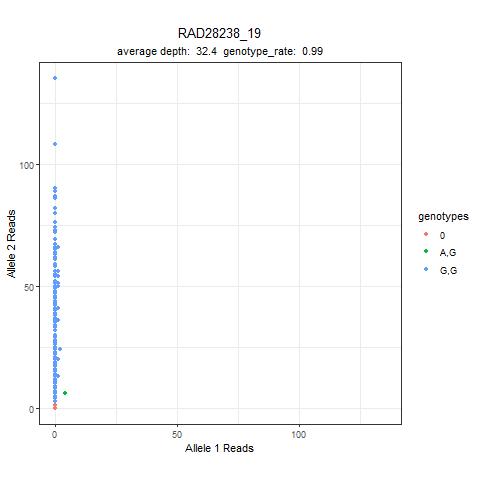 RAD28238_19
average depth:  32.4  genotype_rate:  0.99
Allele 2 Reads
100
50
0
0 50 100
Allele 1 Reads
genotypes
0
A,G
G,G